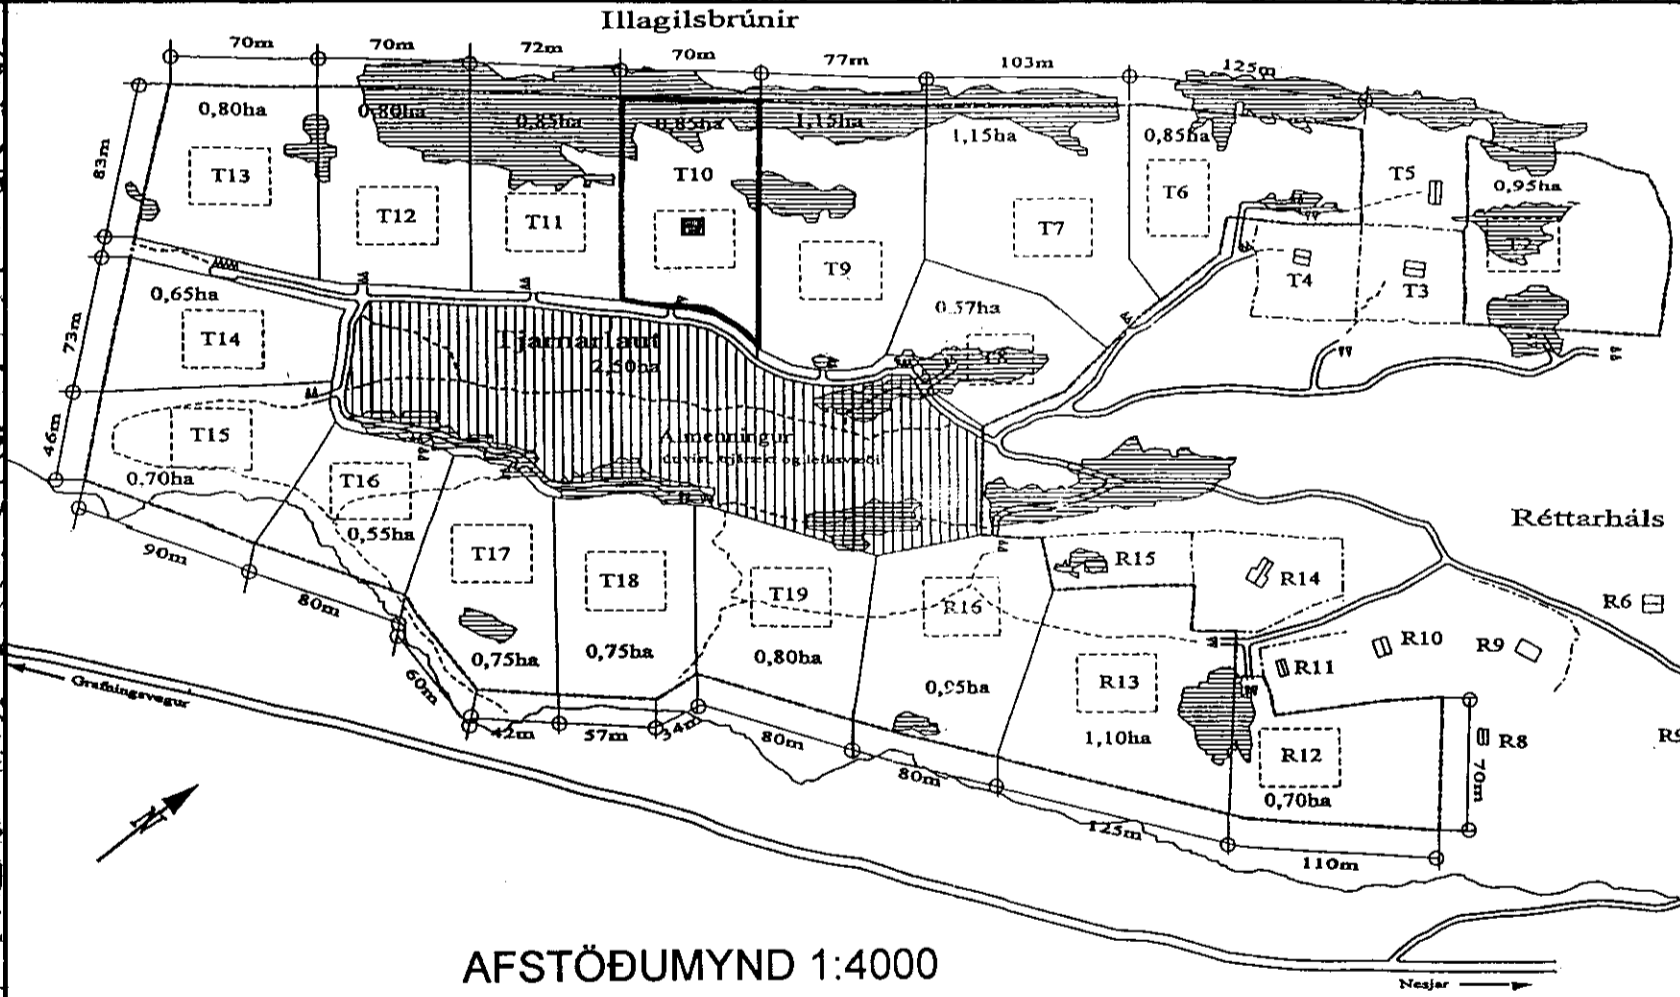 Illagilsbrúnir
70m
70m
72m
70m
77m
103m
125m
0,80ha
0,80ha
0,85ha
0,85ha
1,15ha
1,15ha
0,85ha
83m
T13
T12
T11
T10
T9
T7
T6
T5
0,95ha
T2
T4
T3
0,65ha
T14
73m
0.57ha
T8
Tjarnarlaut
2,50ha
Almenningur
46m
T15
0.70ha
T16
0,55ha
Réttarháls
90m
80m
T17
T18
T19
R16
R15
R14
R6
0,75ha
0,75ha
0,80ha
0,95ha
R13
R11
R10
R9
60m
42m
57m
34m
80m
80m
1,10ha
R12
0,70ha
70m
R8
125m
110m
Grafningsvegur
N
AFSTÖÐUMYND 1:4000
Nesjar